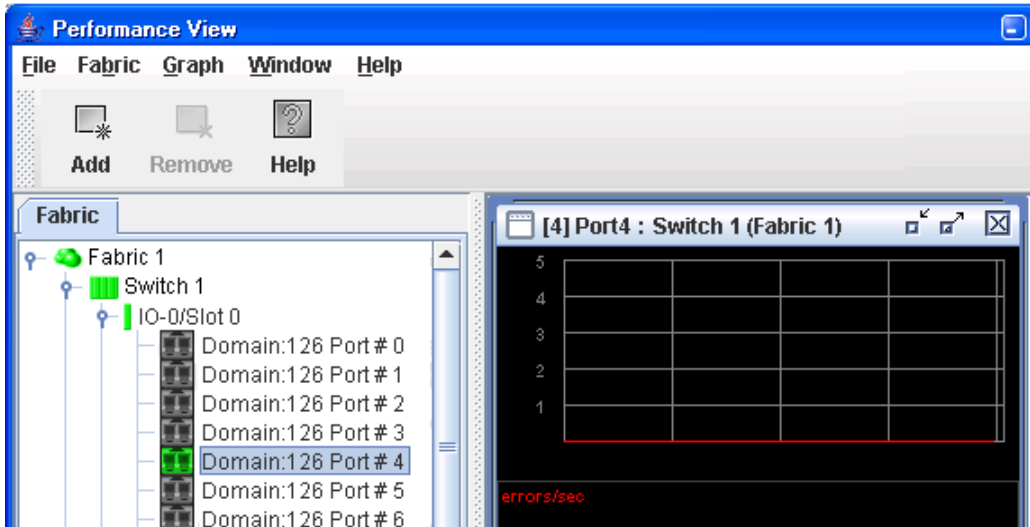 Performance View
File Fabric Graph Window Help
Add Remove Help
Fabric
Fabric 1
Switch 1
IO-0/Slot 0
Domain:126 Port # 0
Domain:126 Port # 1
Domain:126 Port # 2
Domain:126 Port # 3
Domain:126 Port # 4
Domain:126 Port # 5
Domain:126 Port # 6
[4] Port4 : Switch 1 (Fabric 1)
5
4
3
2
1
errors/sec